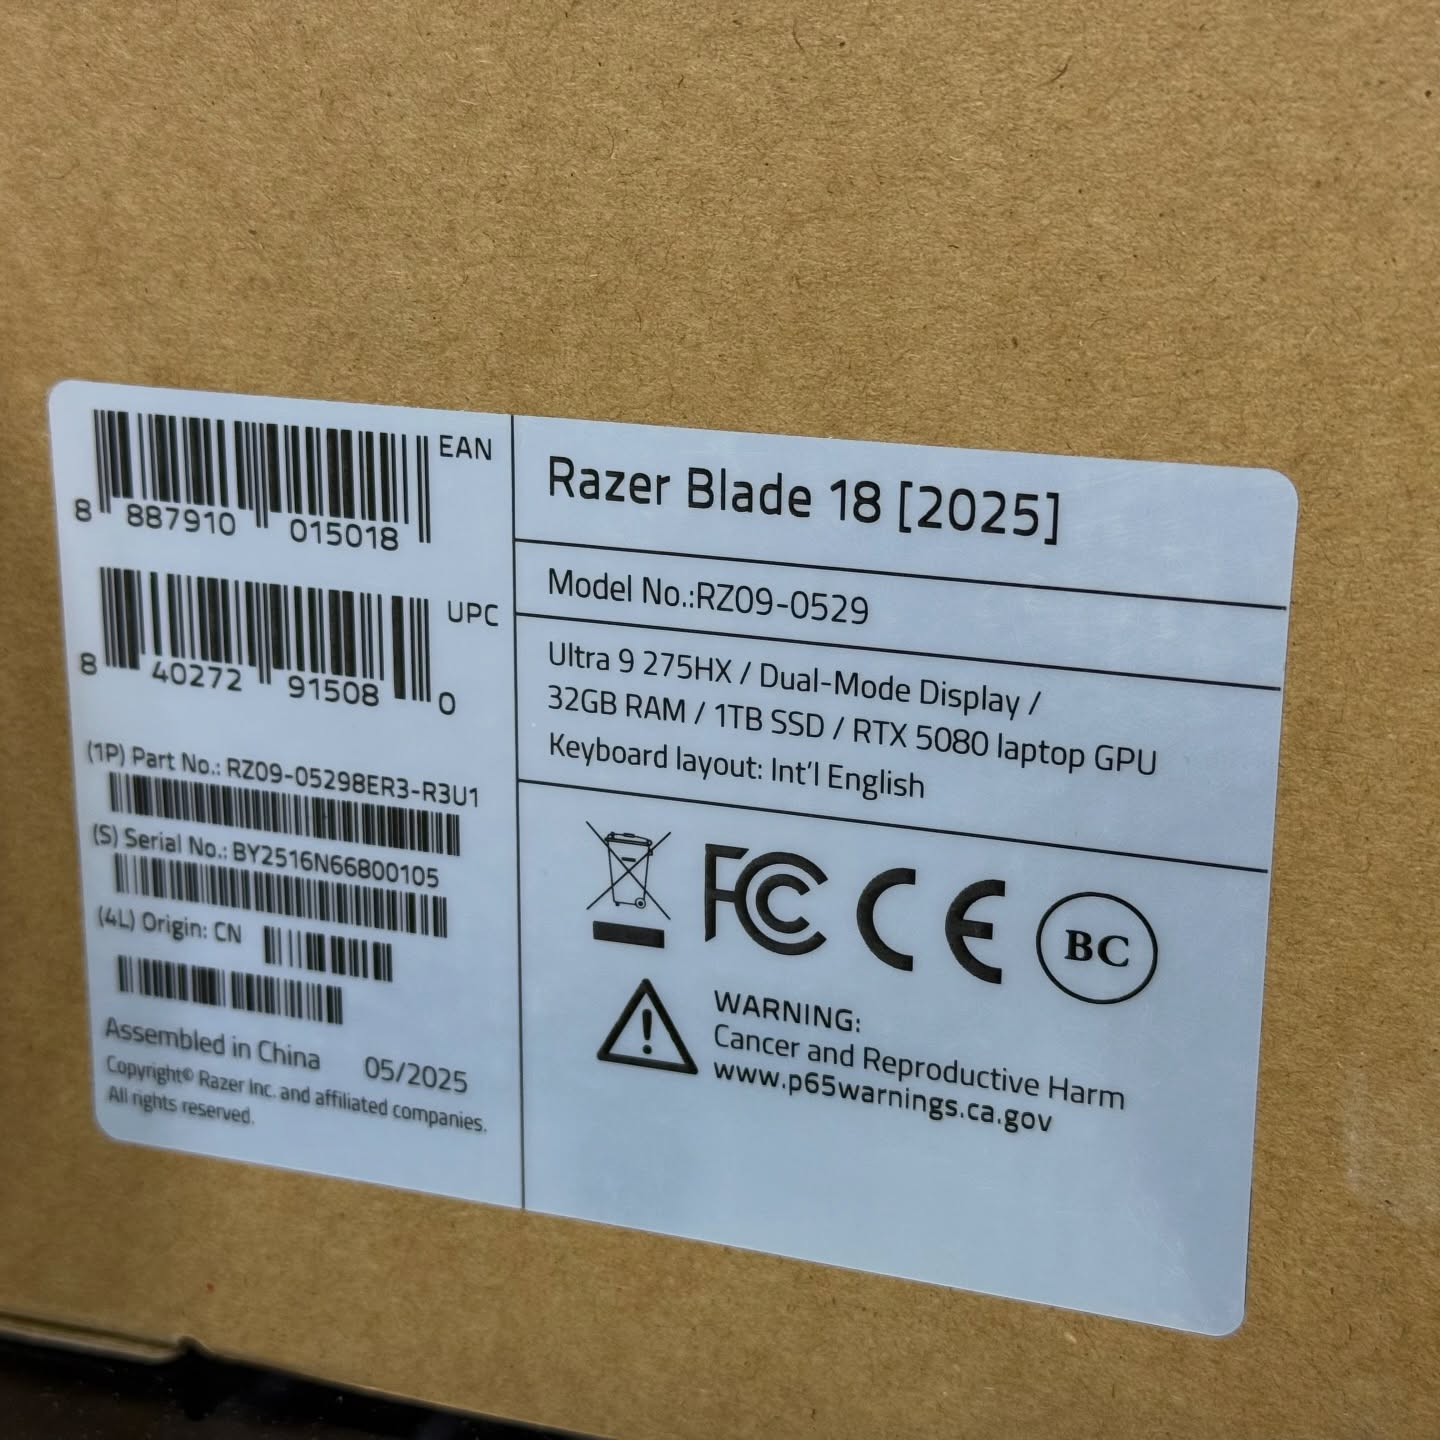 EAN
8 887910 015018
UPC
8 40272 91508 0
(1P) Part No.: RZ09-05298ER3-R3U1
(S) Serial No.: BY2516N66800105
(4L) Origin: CN
Assembled in China 05/2025
Copyright© Razer Inc. and affiliated companies.
All rights reserved.
Razer Blade 18 [2025]
Model No.:RZ09-0529
Ultra 9 275HX / Dual-Mode Display /
32GB RAM / 1TB SSD / RTX 5080 laptop GPU
Keyboard layout: Int'l English
FC CE BC
WARNING:
Cancer and Reproductive Harm
www.p65warnings.ca.gov